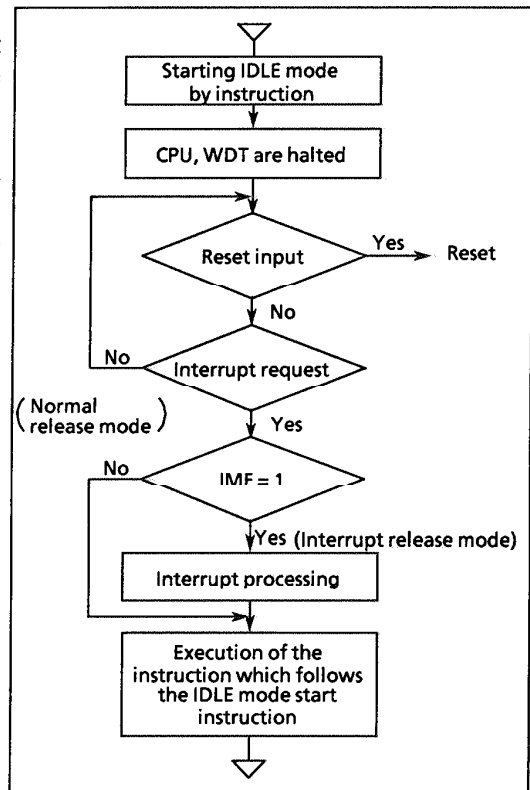 Starting IDLE mode
by instruction
CPU, WDT are halted
Reset input
Yes
Reset
No
No
Interrupt request
(Normal
release mode)
Yes
No
IMF = 1
Yes (Interrupt release mode)
Interrupt processing
Execution of the
instruction which follows
the IDLE mode start
instruction